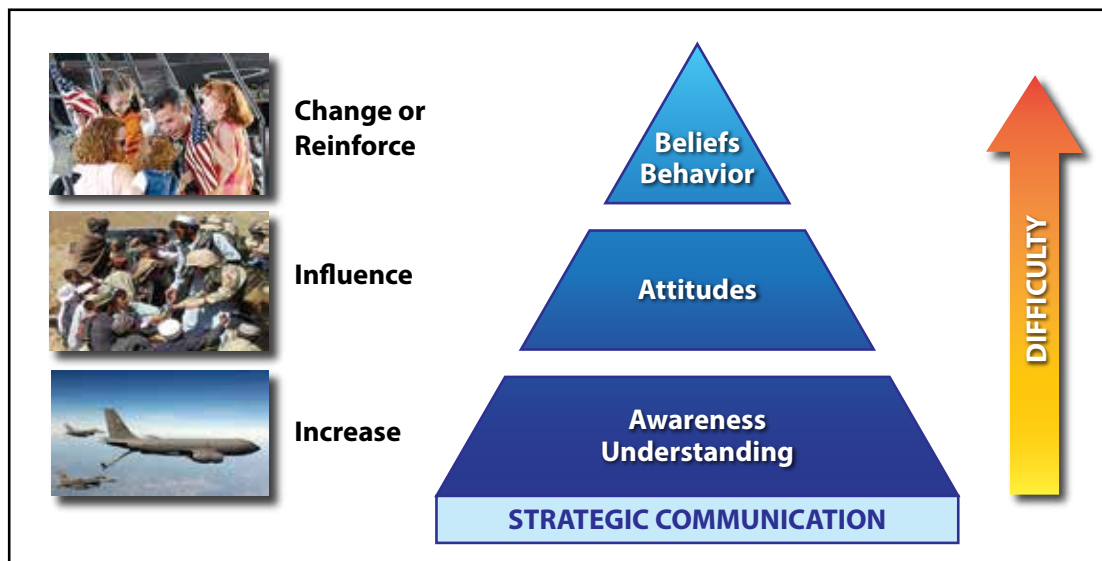 Change or
Reinforce
Beliefs
Behavior
Influence
Attitudes
Increase
Awareness
Understanding
STRATEGIC COMMUNICATION
DIFFICULTY